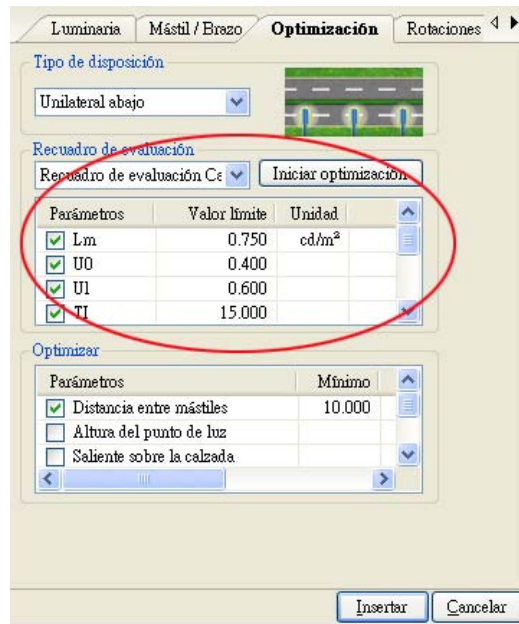 Luminaria Mástil / Brazo Optimización Rotaciones
Tipo de disposición
Unilateral abajo
Recuadro de evaluación
Recuadro de evaluación Ca Iniciar optimización
Parámetros Valor límite Unidad
Lm 0.750 cd/m²
U0 0.400
U1 0.600
TI 15.000
Optimizar
Parámetros Mínimo
Distancia entre mástiles 10.000
Altura del punto de luz
Saliente sobre la calzada
Insertar Cancelar